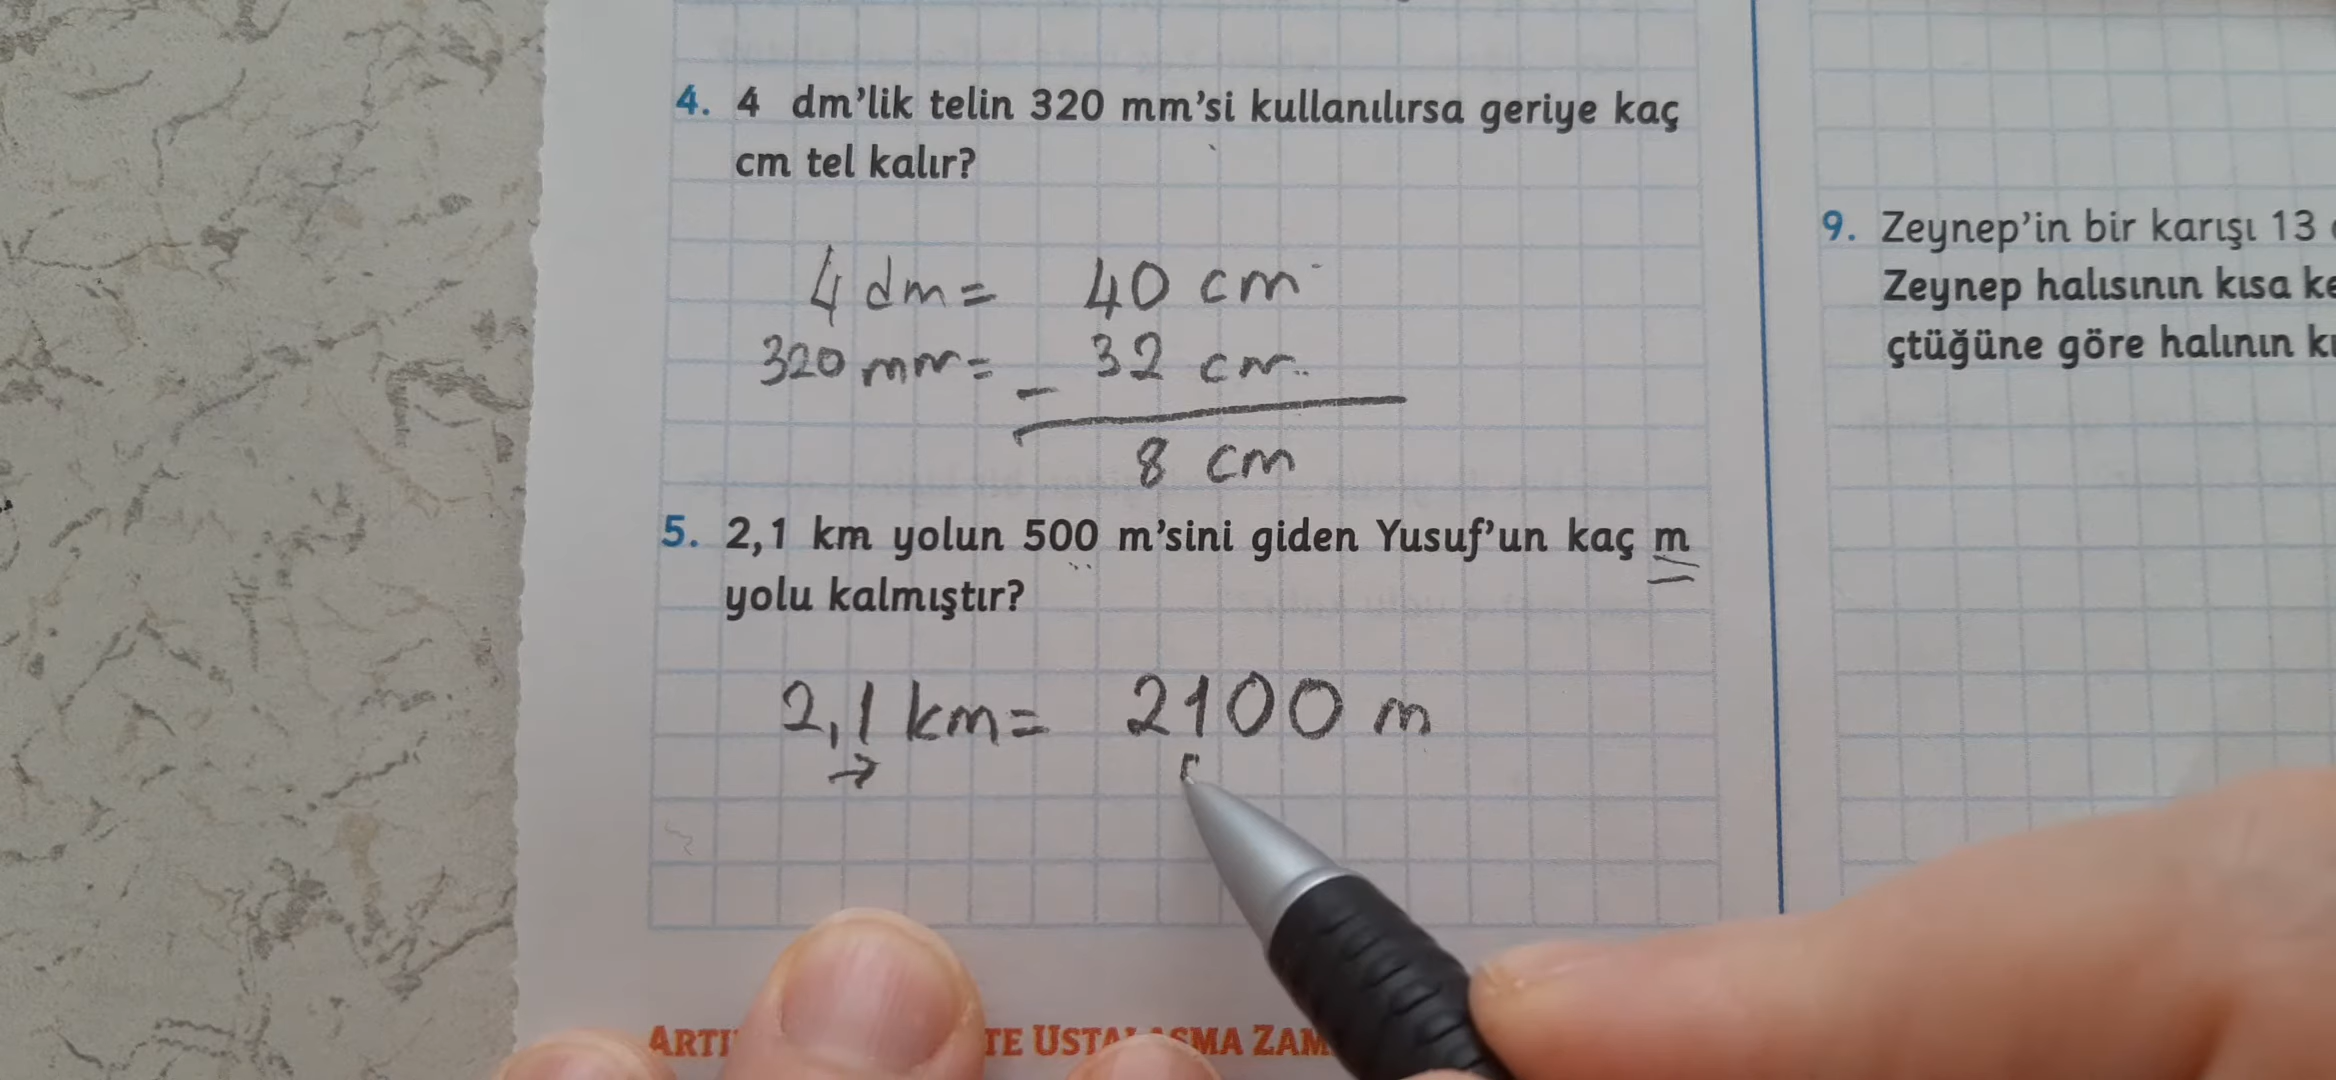 4. 4 dm'lik telin 320 mm'si kullanılırsa geriye kaç
cm tel kalır?
4 dm = 40 cm
320 mm = - 32 cm
8 cm
5. 2,1 km yolun 500 m'sini giden Yusuf'un kaç m
yolu kalmıştır?
2,1 km = 2100 m
9. Zeynep'in bir karışı 13
Zeynep halısının kısa
çtüğüne göre halının